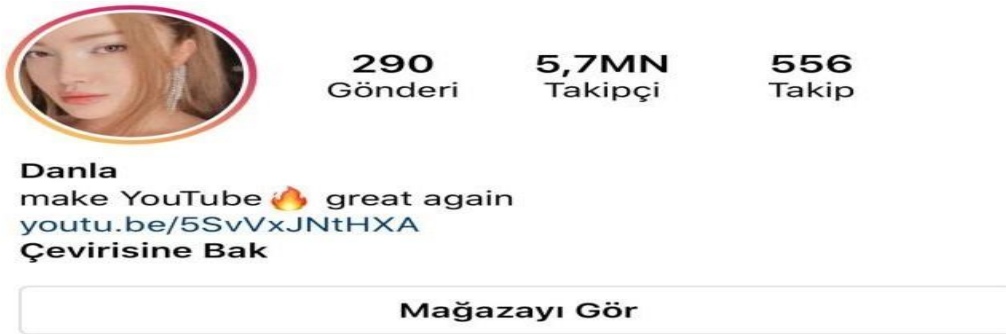 290 5,7MN 556
Gönderi Takipçi Takip
Danla
make YouTube🔥 great again
youtu.be/5SvVxJNtHXA
Çevirisine Bak
Mağazayı Gör